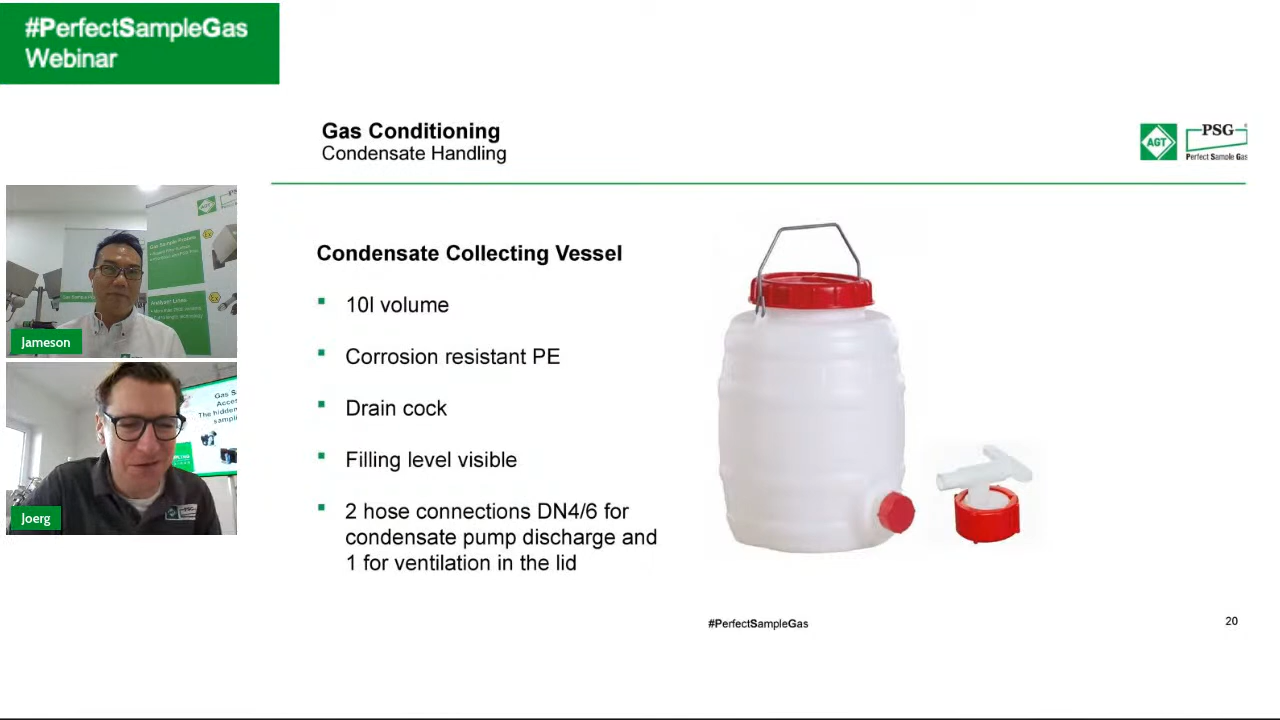 #PerfectSampleGas
Webinar
Gas Conditioning
Condensate Handling
AGT
PSG
Perfect Sample Gas
Jameson
Joerg
Condensate Collecting Vessel
10l volume
Corrosion resistant PE
Drain cock
Filling level visible
2 hose connections DN4/6 for
condensate pump discharge and
1 for ventilation in the lid
#PerfectSampleGas
20